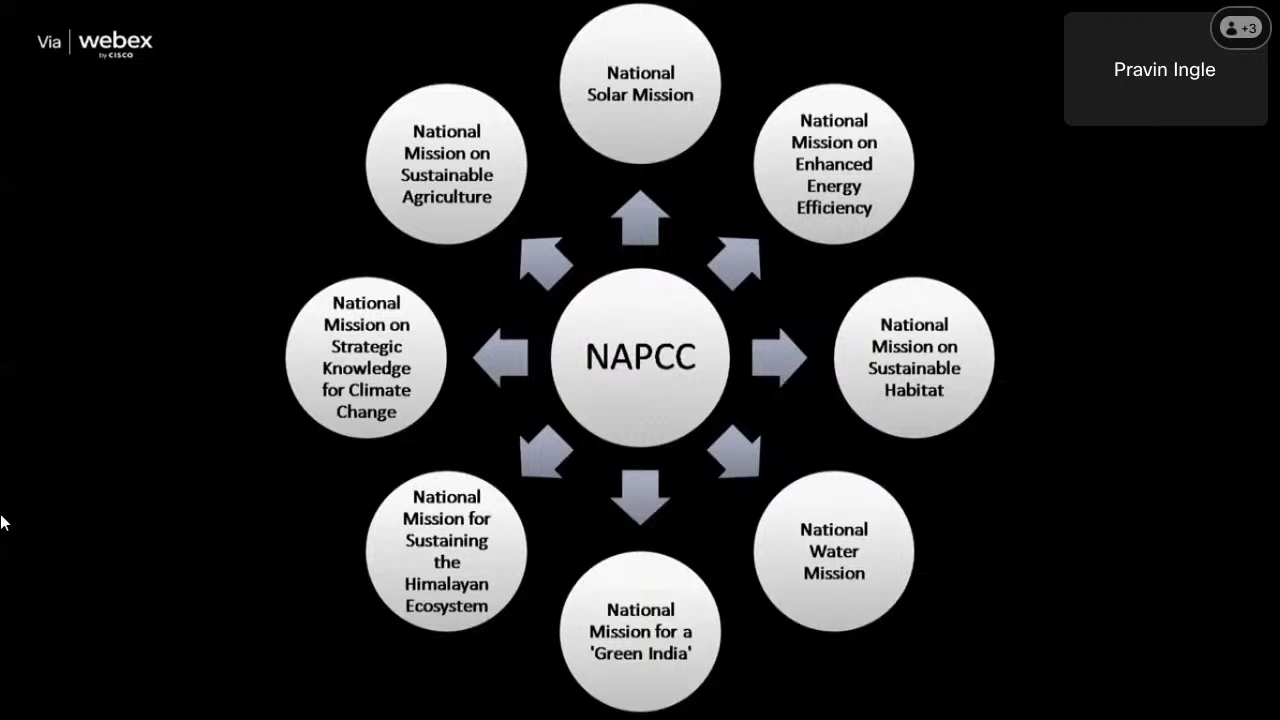 Via webex
by CISCO
+3
Pravin Ingle
National
Solar Mission
National
Mission on
Enhanced
Energy
Efficiency
National
Mission on
Sustainable
Habitat
National
Water
Mission
National
Mission for a
'Green India'
National
Mission for
Sustaining
the
Himalayan
Ecosystem
National
Mission on
Strategic
Knowledge
for Climate
Change
National
Mission on
Sustainable
Agriculture
NAPCC